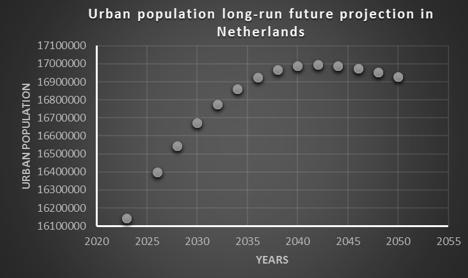 Urban population long-run future projection in
Netherlands
17100000
17000000
16900000
16800000
16700000
16600000
16500000
16400000
16300000
16200000
16100000
URBAN POPULATION
2020 2025 2030 2035 2040 2045 2050 2055
YEARS